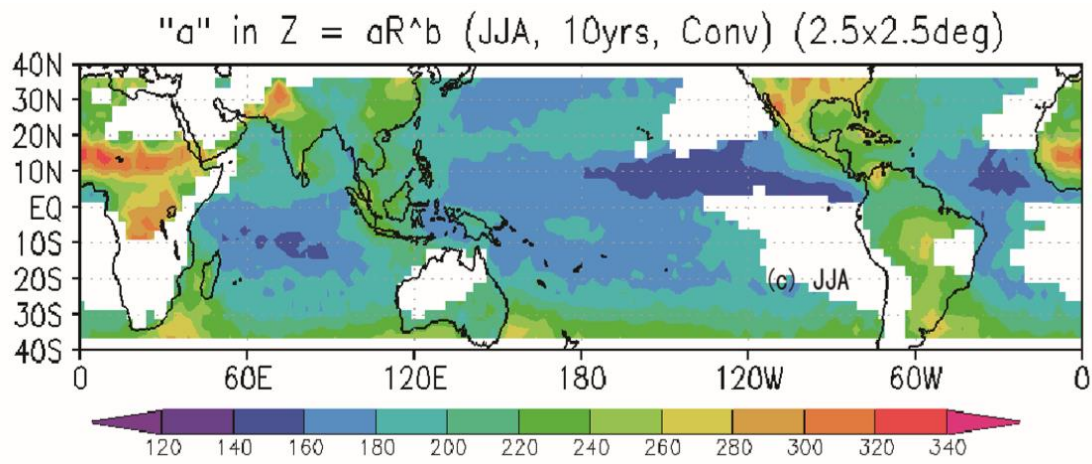 "a" in Z = aR^b (JJA, 10yrs, Conv) (2.5x2.5deg)
40N
30N
20N
10N
EQ
10S
20S
30S
40S
(c) JJA
0 60E 120E 180 120W 60W 0
120 140 160 180 200 220 240 260 280 300 320 340